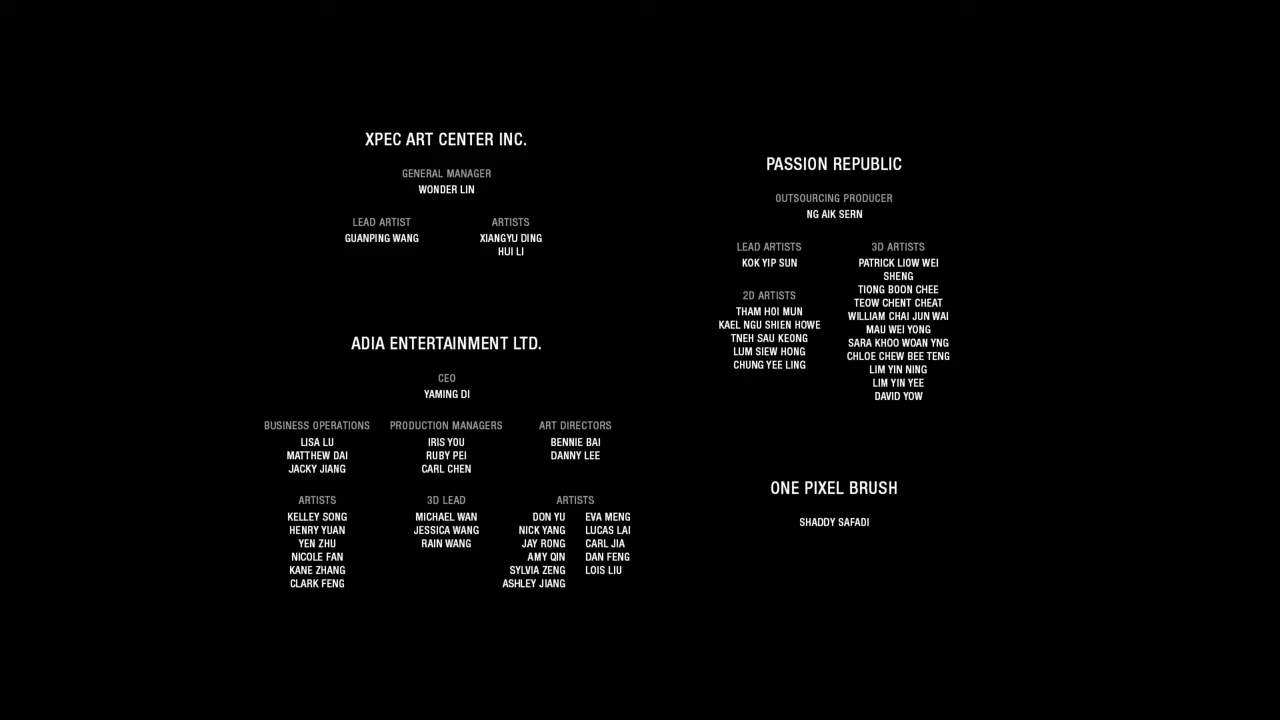 XPEC ART CENTER INC.
GENERAL MANAGER
WONDER LIN
LEAD ARTIST
GUANPING WANG
ARTISTS
XIANGYU DING
HUI LI
ADIA ENTERTAINMENT LTD.
CEO
YAMING DI
BUSINESS OPERATIONS
LISA LU
MATTHEW DAI
JACKY JIANG
PRODUCTION MANAGERS
IRIS YOU
RUBY PEI
CARL CHEN
ART DIRECTORS
BENNIE BAI
DANNY LEE
ARTISTS
KELLEY SONG
HENRY YUAN
YEN ZHU
NICOLE FAN
KANE ZHANG
CLARK FENG
3D LEAD
MICHAEL WAN
JESSICA WANG
RAIN WANG
ARTISTS
DON YU EVA MENG
NICK YANG LUCAS LAI
JAY RONG CARL JIA
AMY QIN DAN FENG
SYLVIA ZENG LOIS LIU
ASHLEY JIANG
PASSION REPUBLIC
OUTSOURCING PRODUCER
NG AIK SERN
LEAD ARTISTS
KOK YIP SUN
2D ARTISTS
THAM HOI MUN
KAEL NGU SHIEN HOWE
TNEH SAU KEONG
LUM SIEW HONG
CHUNG YEE LING
3D ARTISTS
PATRICK LIOW WEI
SHENG
TIONG BOON CHEE
TEOW CHENT CHEAT
WILLIAM CHAI JUN WAI
MAU WEI YONG
SARA KHOO WOAN YNG
CHLOE CHEW BEE TENG
LIM YIN NING
LIM YIN YEE
DAVID YOW
ONE PIXEL BRUSH
SHADDY SAFADI